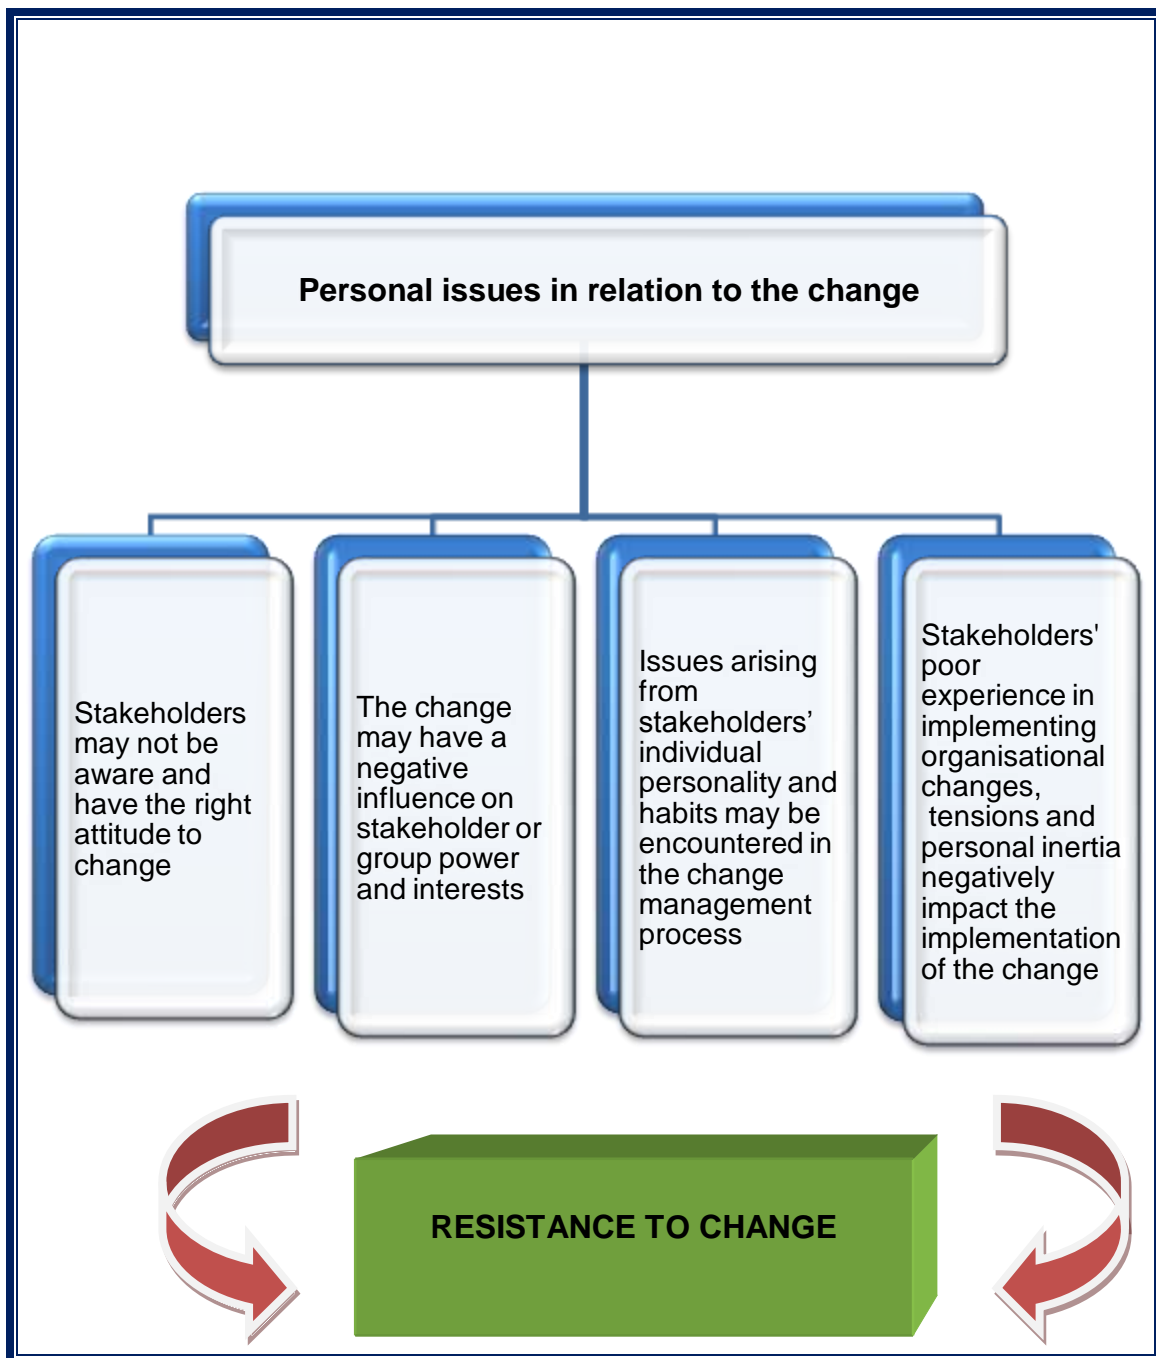 Personal issues in relation to the change
Stakeholders
may not be
aware and
have the right
attitude to
change
The change
may have a
negative
influence on
stakeholder or
group power
and interests
Issues arising
from
stakeholders’
individual
personality and
habits may be
encountered in
the change
management
process
Stakeholders'
poor
experience in
implementing
organisational
changes,
tensions and
personal inertia
negatively
impact the
implementation
of the change
RESISTANCE TO CHANGE